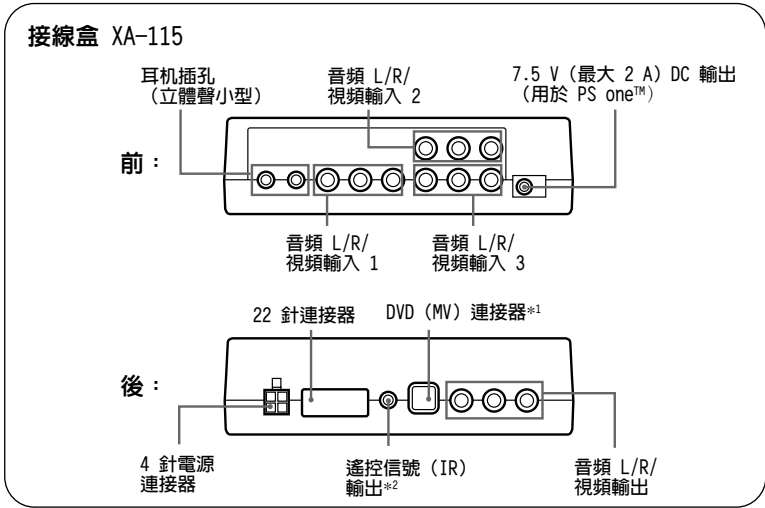 接線盒 XA-115
耳机插孔
（立體聲小型）
音頻 L/R/
視頻輸入 2
7.5 V（最大 2 A）DC 輸出
（用於 PS one™）
前：
音頻 L/R/
視頻輸入 1
音頻 L/R/
視頻輸入 3
22 針連接器
DVD（MV）連接器*1
後：
4 針電源
連接器
遙控信號（IR）
輸出*2
音頻 L/R/
視頻輸出